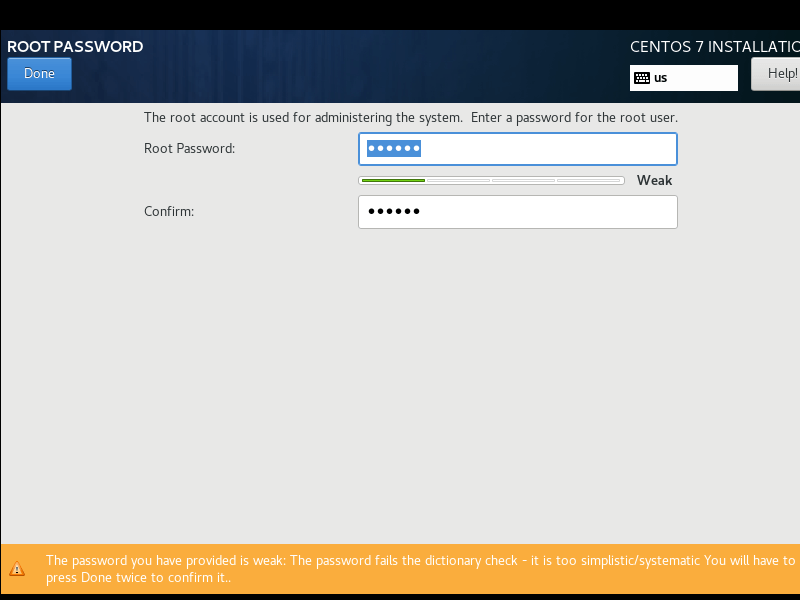 ROOT PASSWORD
CENTOS 7 INSTALLATIO
Done
us
Help!
The root account is used for administering the system.  Enter a password for the root user.
Root Password:
••••••
Weak
Confirm:
••••••
The password you have provided is weak: The password fails the dictionary check - it is too simplistic/systematic You will have to
press Done twice to confirm it..